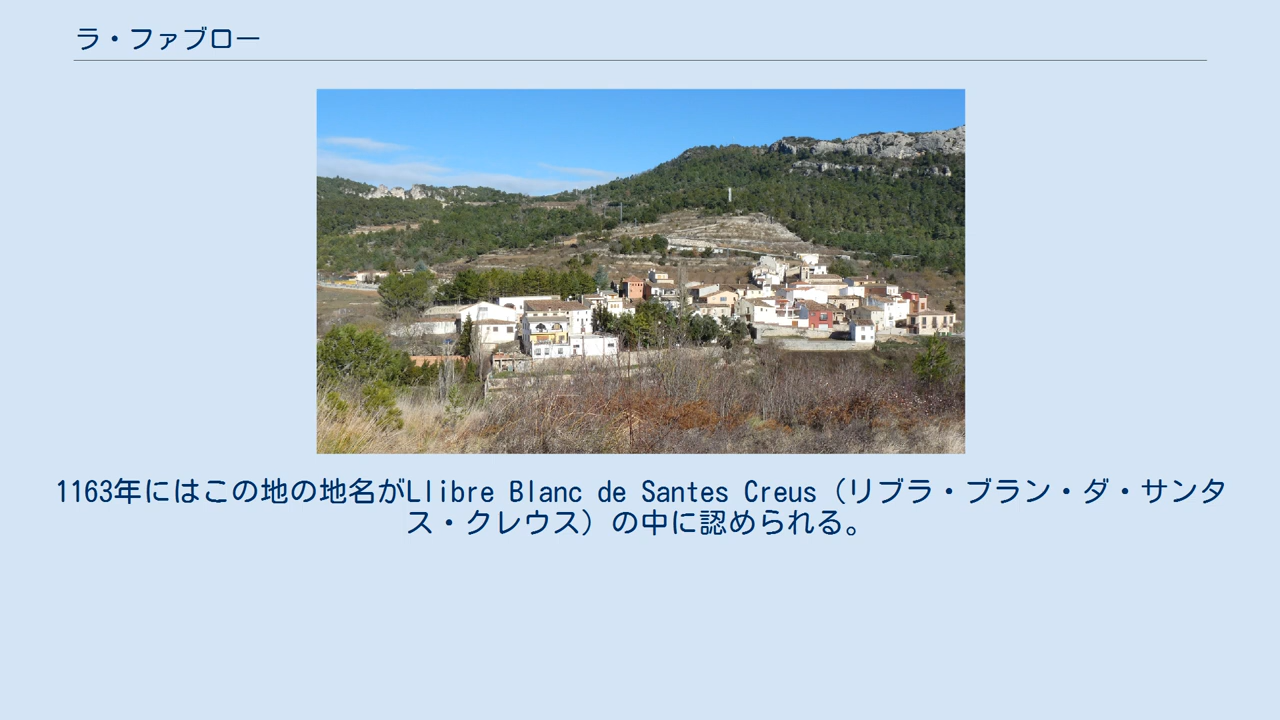 ラ・ファブロー
1163年にはこの地の地名がLlibre Blanc de Santes Creus（リブラ・ブラン・ダ・サンタ
ス・クレウス）の中に認められる。